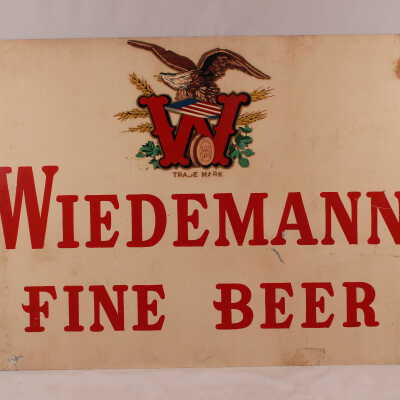 W
TRADE MARK
WIEDEMANN
FINE BEER